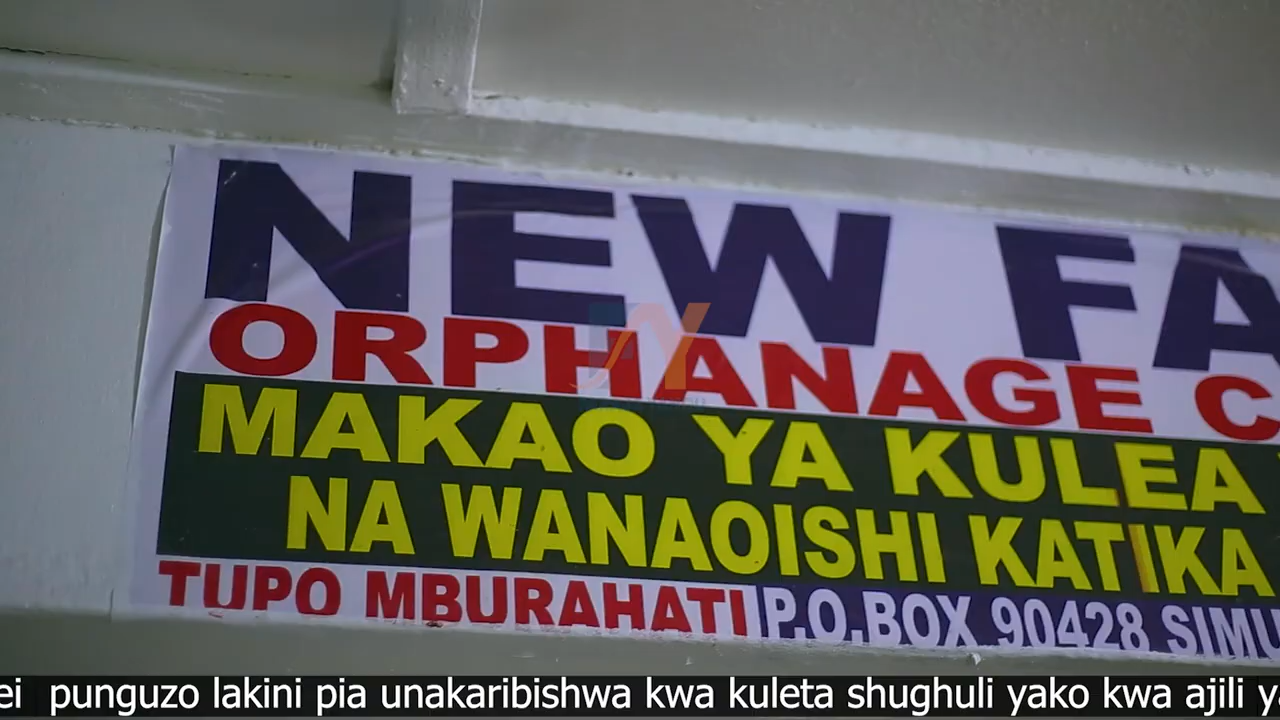 NEW FA
ORPHANAGE C
MAKAO YA KULEA
NA WANAOISHI KATIKA
TUPO MBURAHATI P.O.BOX 90428 SIMU
ei punguzo lakini pia unakaribishwa kwa kuleta shughuli yako kwa ajili y